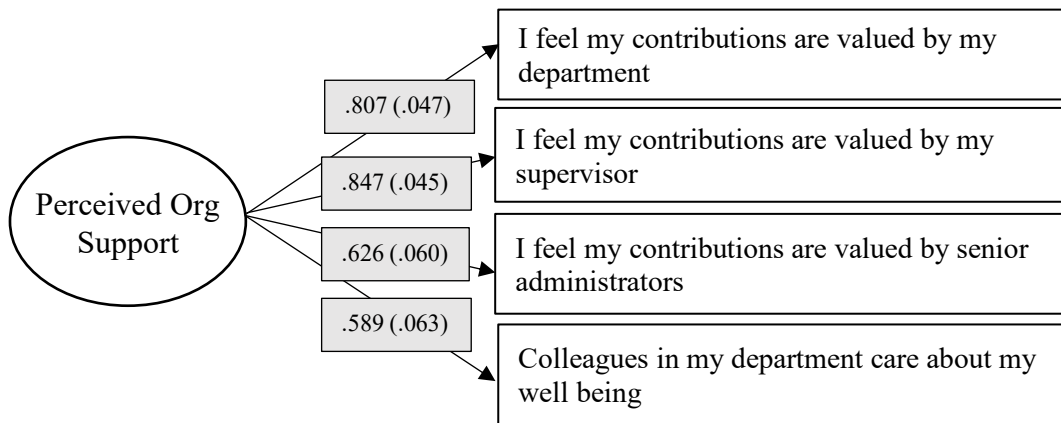 Perceived Org
Support
.807 (.047)
I feel my contributions are valued by my
department
.847 (.045)
I feel my contributions are valued by my
supervisor
.626 (.060)
I feel my contributions are valued by senior
administrators
.589 (.063)
Colleagues in my department care about my
well being